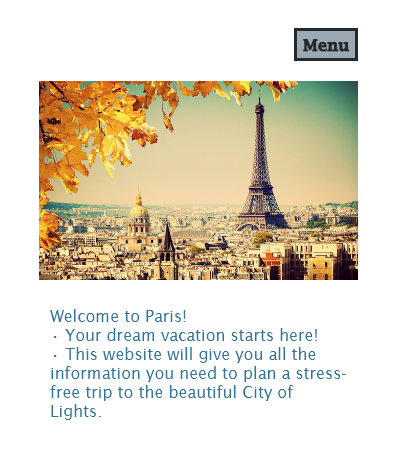 Menu
Welcome to Paris!
· Your dream vacation starts here!
· This website will give you all the
information you need to plan a stress-
free trip to the beautiful City of
Lights.